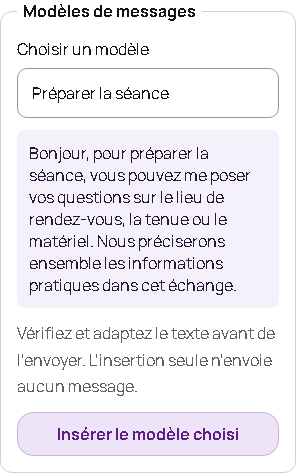 Modèles de messages
Choisir un modèle
Préparer la séance
Bonjour, pour préparer la
séance, vous pouvez me poser
vos questions sur le lieu de
rendez-vous, la tenue ou le
matériel. Nous préciserons
ensemble les informations
pratiques dans cet échange.
Vérifiez et adaptez le texte avant de
l'envoyer. L'insertion seule n'envoie
aucun message.
Insérer le modèle choisi